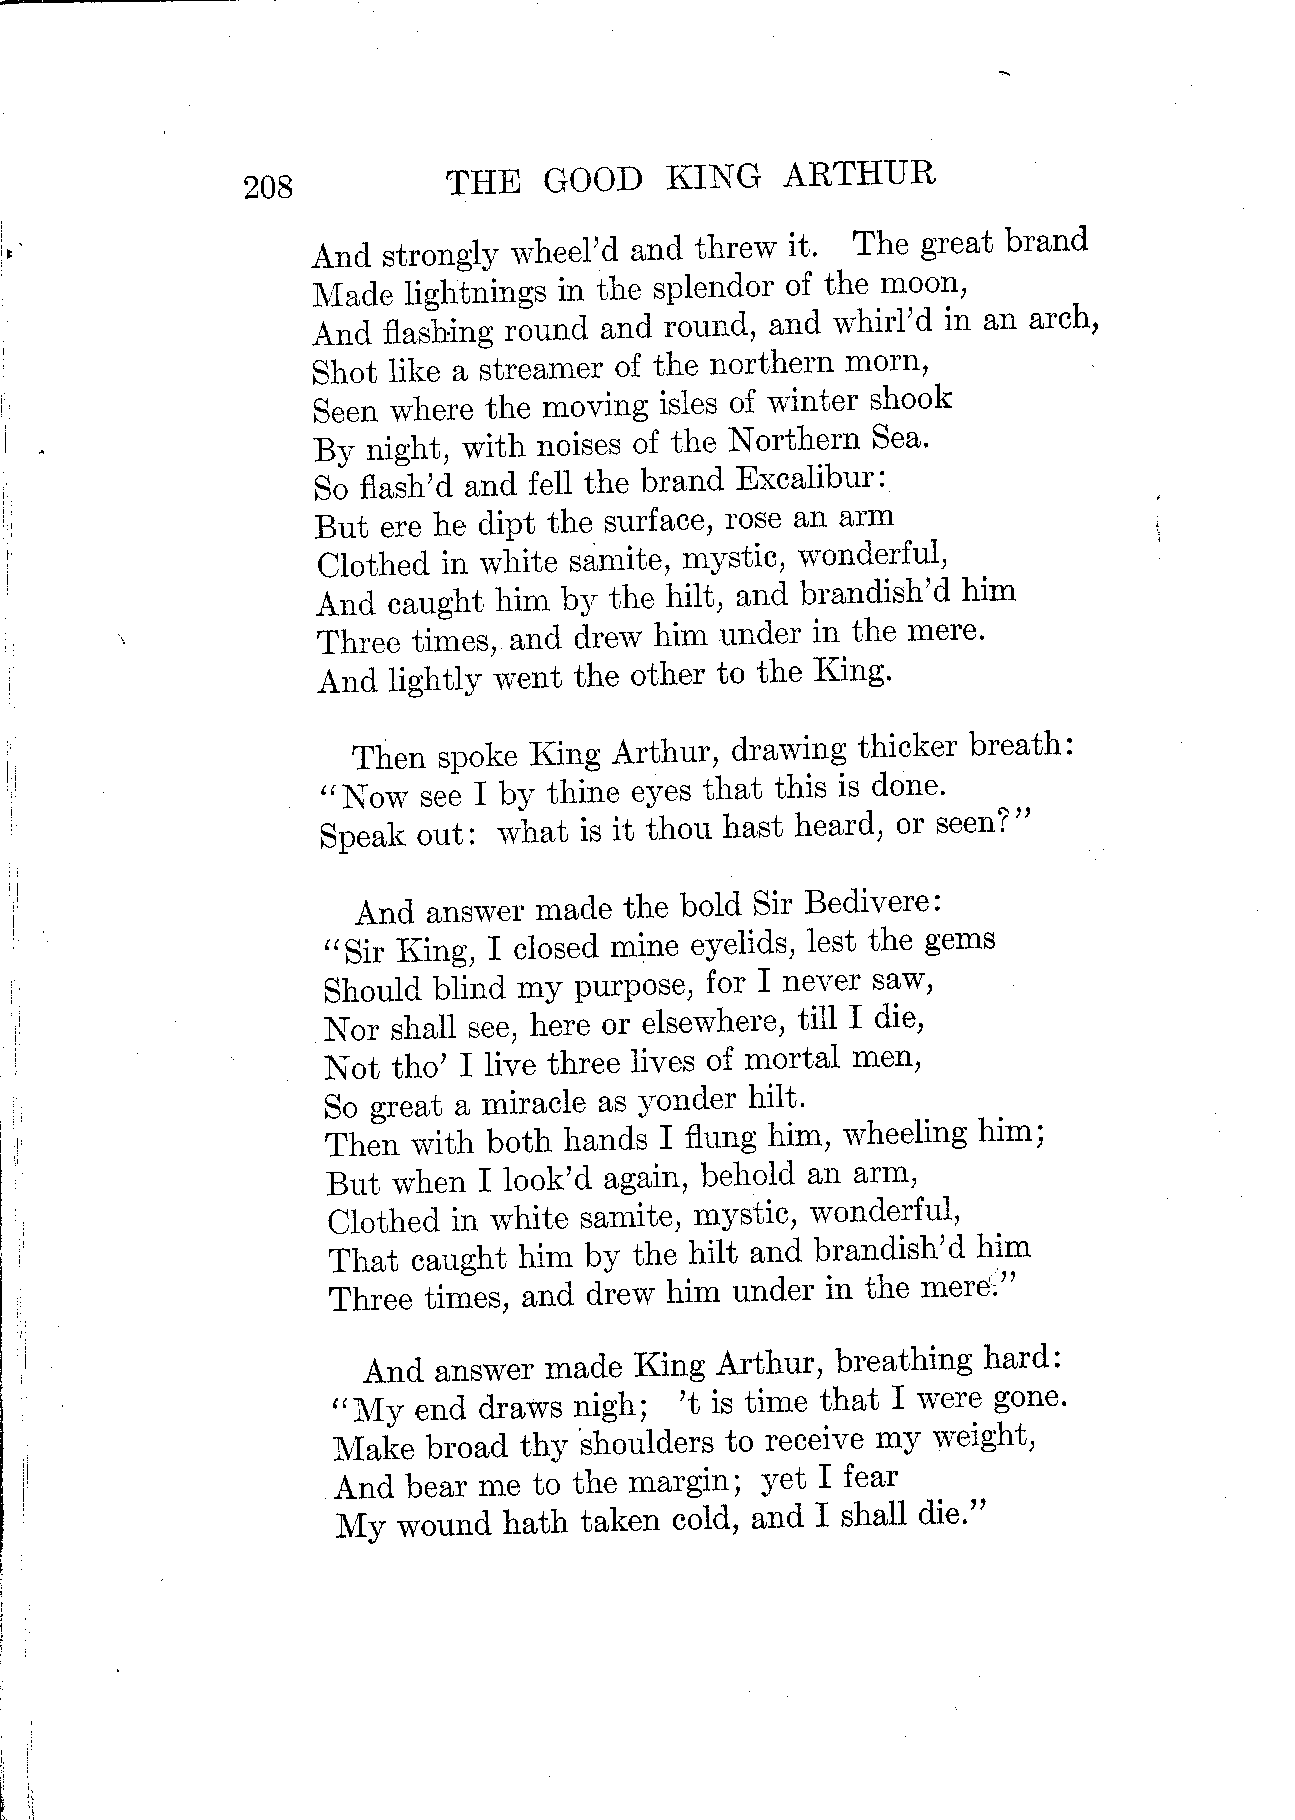 208 THE GOOD KING ARTHUR
And strongly wheel'd and threw it. The great brand
Made lightnings in the splendor of the moon,
And flashing round and round, and whirl'd in an arch,
Shot like a streamer of the northern morn,
Seen where the moving isles of winter shook
By night, with noises of the Northern Sea.
So flash'd and fell the brand Excalibur:
But ere he dipt the surface, rose an arm
Clothed in white samite, mystic, wonderful,
And caught him by the hilt, and brandish'd him
Three times, and drew him under in the mere.
And lightly went the other to the King.
Then spoke King Arthur, drawing thicker breath:
"Now see I by thine eyes that this is done.
Speak out: what is it thou hast heard, or seen?"
And answer made the bold Sir Bedivere:
"Sir King, I closed mine eyelids, lest the gems
Should blind my purpose, for I never saw,
Nor shall see, here or elsewhere, till I die,
Not tho' I live three lives of mortal men,
So great a miracle as yonder hilt.
Then with both hands I flung him, wheeling him;
But when I look'd again, behold an arm,
Clothed in white samite, mystic, wonderful,
That caught him by the hilt and brandish'd him
Three times, and drew him under in the mere."
And answer made King Arthur, breathing hard:
"My end draws nigh; 't is time that I were gone.
Make broad thy shoulders to receive my weight,
And bear me to the margin; yet I fear
My wound hath taken cold, and I shall die."